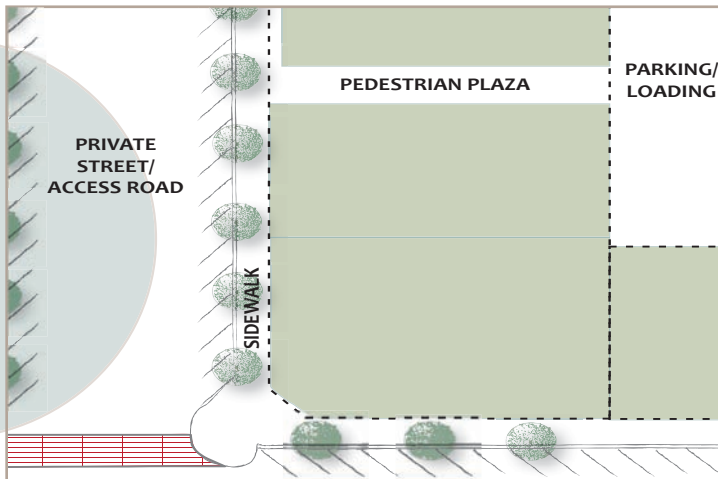 PEDESTRIAN PLAZA
PARKING/
LOADING
PRIVATE
STREET/
ACCESS ROAD
SIDEWALK